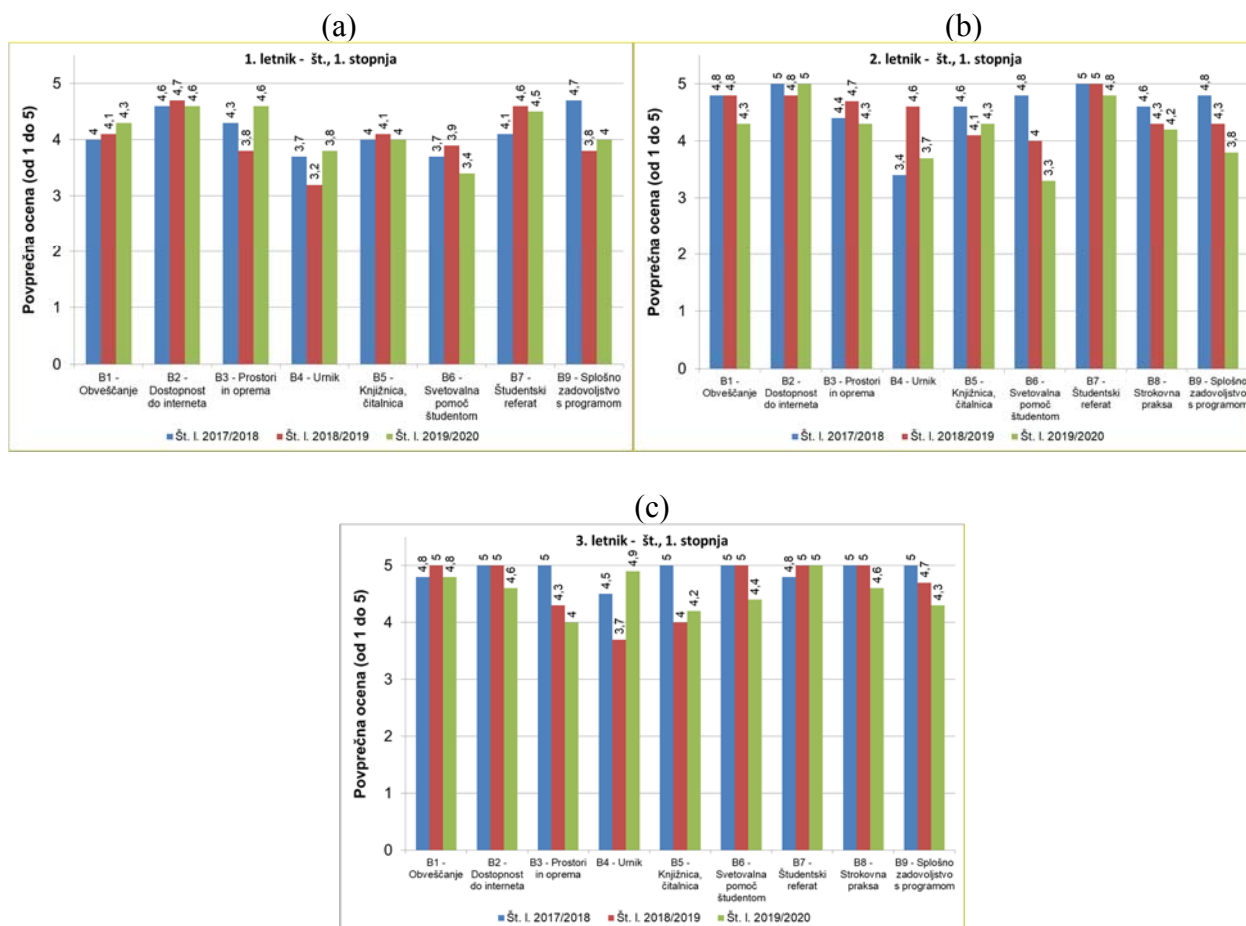 (a)
1. letnik - št., 1. stopnja
Povprečna ocena (od 1 do 5)
5
4
3
2
1
0
4 4,1 4,3
4,6 4,7 4,6
4,3 3,8 4,6
3,7 3,2 3,8
4 4,1 4
3,7 3,9 3,4
4,1 4,6 4,5
4,7 3,8 4
B1 -
Obveščanje
B2 -
Dostopnost
do interneta
B3 - Prostori
in oprema
B4 - Urnik
B5 -
Knjižnica,
čitalnica
B6 -
Svetovalna
pomoč
študentom
B7 -
Študentski
referat
B9 - Splošno
zadovoljstvo
s programom
Št. l. 2017/2018 Št. l. 2018/2019 Št. l. 2019/2020
(b)
2. letnik - št., 1. stopnja
Povprečna ocena (od 1 do 5)
5
4
3
2
1
0
4,8 4,8 4,3
5 4,8 5
4,4 4,7 4,3
3,4 4,6 3,7
4,6 4,1 4,3
4,8 4 3,3
5 5 4,8
4,6 4,3 4,2
4,8 4,3 3,8
B1 -
Obveščanje
B2 -
Dostopnost
do interneta
B3 - Prostori
in oprema
B4 - Urnik
B5 -
Knjižnica,
čitalnica
B6 -
Svetovalna
pomoč
študentom
B7 -
Študentski
referat
B8 -
Strokovna
praksa
B9 - Splošno
zadovoljstvo
s programom
Št. l. 2017/2018 Št. l. 2018/2019 Št. l. 2019/2020
(c)
3. letnik - št., 1. stopnja
Povprečna ocena (od 1 do 5)
5
4
3
2
1
0
4,8 5 4,8
5 5 4,6
5 4,3 4
4,5 3,7 4,9
5 4 4,2
5 5 4,4
4,8 5 5
5 5 4,6
5 4,7 4,3
B1 -
Obveščanje
B2 -
Dostopnost
do interneta
B3 - Prostori
in oprema
B4 - Urnik
B5 -
Knjižnica,
čitalnica
B6 -
Svetovalna
pomoč
študentom
B7 -
Študentski
referat
B8 -
Strokovna
praksa
B9 - Splošno
zadovoljstvo
s programom
Št. l. 2017/2018 Št. l. 2018/2019 Št. l. 2019/2020